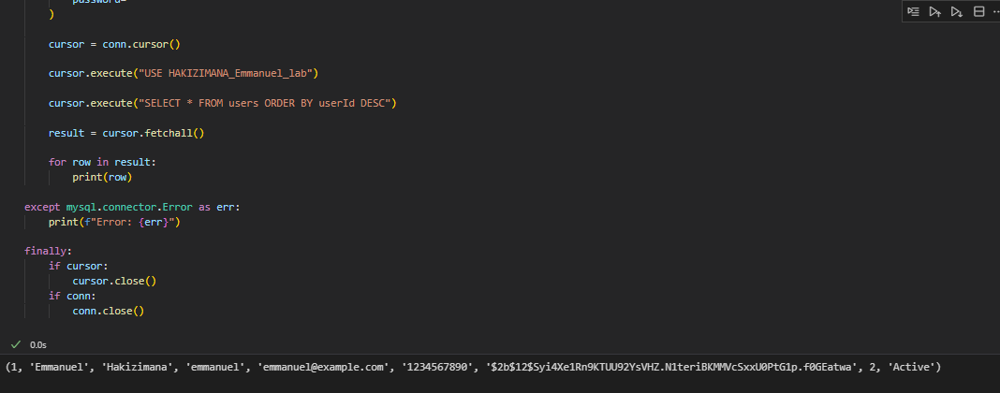 password=
)
cursor = conn.cursor()
cursor.execute("USE HAKIZIMANA_Emmanuel_lab")
cursor.execute("SELECT * FROM users ORDER BY userId DESC")
result = cursor.fetchall()
for row in result:
print(row)
except mysql.connector.Error as err:
print(f"Error: {err}")
finally:
if cursor:
cursor.close()
if conn:
conn.close()
0.0s
(1, 'Emmanuel', 'Hakizimana', 'emmanuel', 'emmanuel@example.com', '1234567890', '$2b$12$Syi4Xe1Rn9KTUU92YsVHZ.N1teriBKMMVcSxxU0PtG1p.f0GEatwa', 2, 'Active')